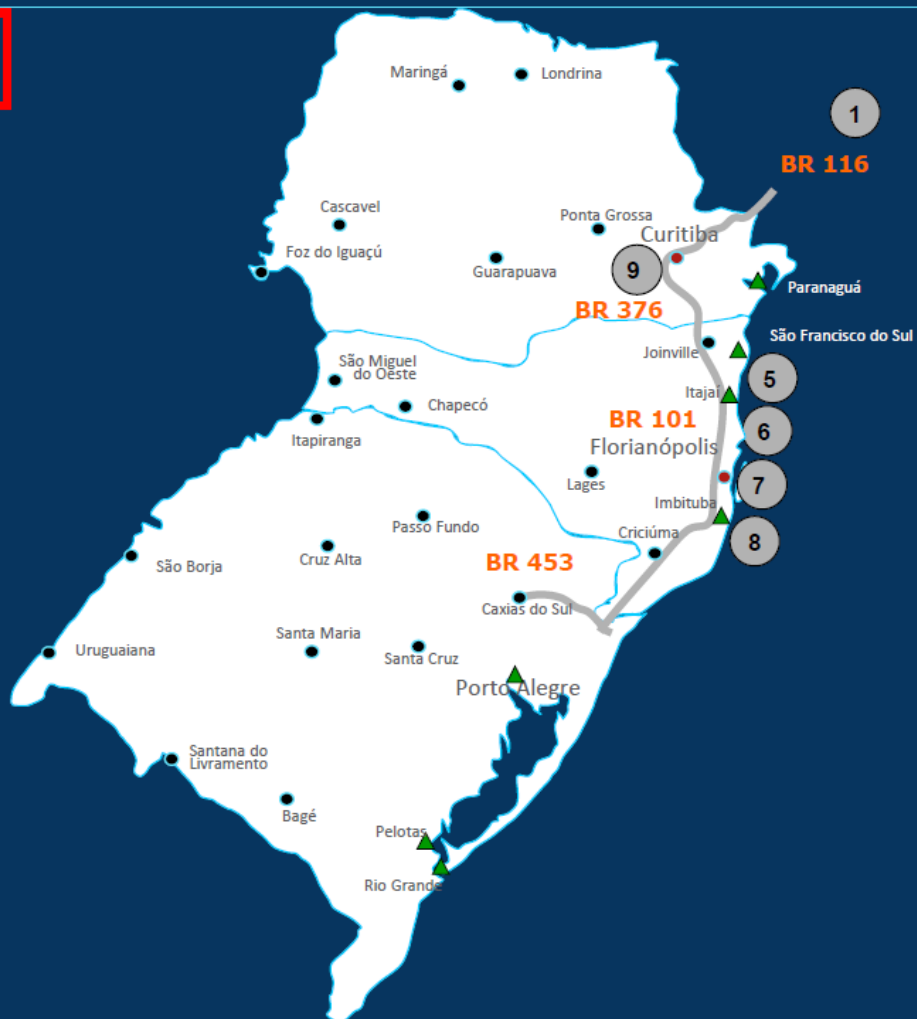 Maringá
Londrina
1
BR 116
Cascavel
Ponta Grossa
Curitiba
Foz do Iguaçú
Guarapuava
9
Paranaguá
BR 376
São Francisco do Sul
Joinville
São Miguel
do Oeste
5
Itajaí
Chapecó
BR 101
6
Itapiranga
Florianópolis
Lages
7
Imbituba
Passo Fundo
Criciúma
8
Cruz Alta
BR 453
São Borja
Caxias do Sul
Santa Maria
Uruguaiana
Santa Cruz
Porto Alegre
Santana do
Livramento
Bagé
Pelotas
Rio Grande